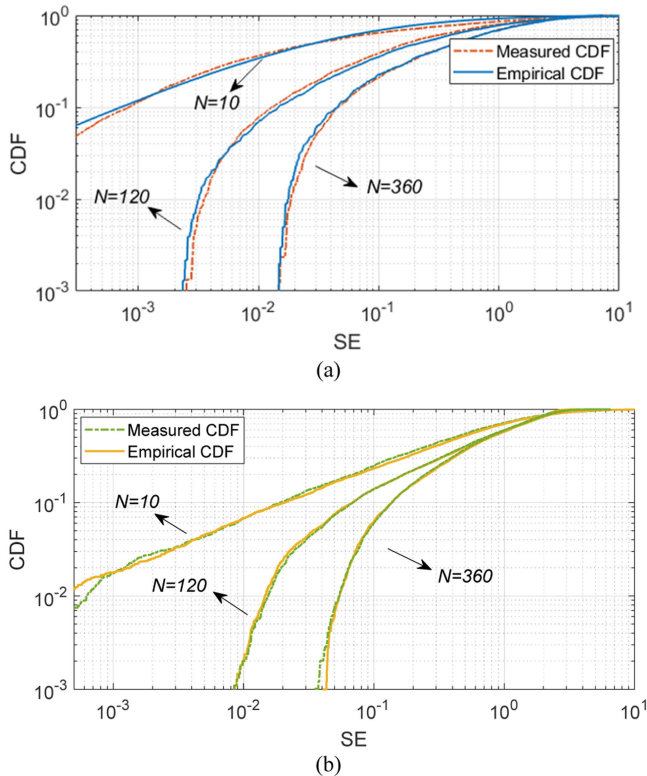 10^0
10^-1
10^-2
10^-3
CDF
Measured CDF
Empirical CDF
N=10
N=120
N=360
10^-3
10^-2
10^-1
10^0
10^1
SE
(a)
10^0
10^-1
10^-2
10^-3
CDF
Measured CDF
Empirical CDF
N=10
N=120
N=360
10^-3
10^-2
10^-1
10^0
10^1
SE
(b)